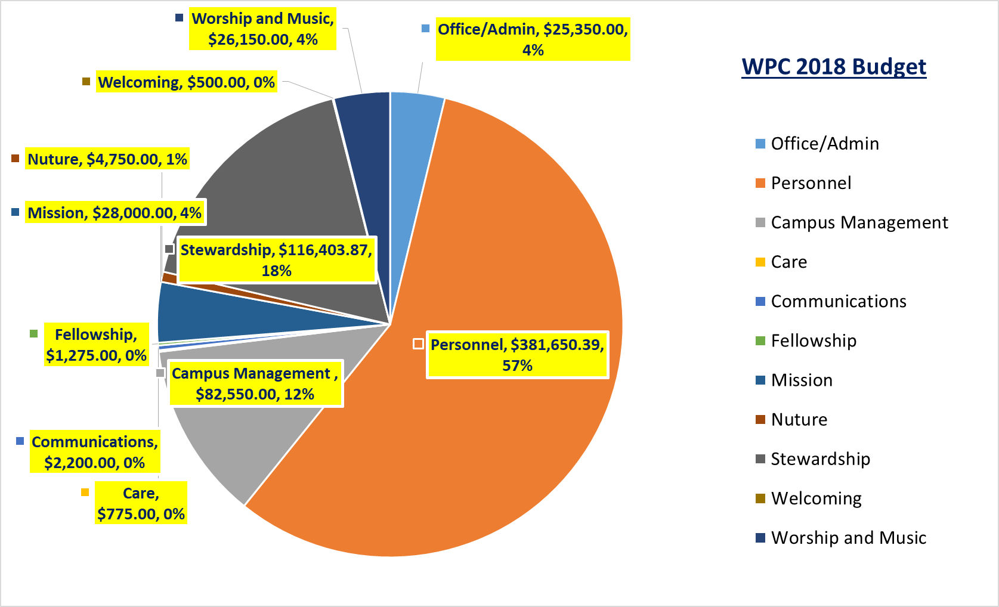 WPC 2018 Budget
Worship and Music,
$26,150.00, 4%
Office/Admin, $25,350.00,
4%
Welcoming, $500.00, 0%
Nuture, $4,750.00, 1%
Mission, $28,000.00, 4%
Stewardship, $116,403.87,
18%
Fellowship,
$1,275.00, 0%
Personnel, $381,650.39,
57%
Campus Management ,
$82,550.00, 12%
Communications,
$2,200.00, 0%
Care,
$775.00, 0%
Office/Admin
Personnel
Campus Management
Care
Communications
Fellowship
Mission
Nuture
Stewardship
Welcoming
Worship and Music